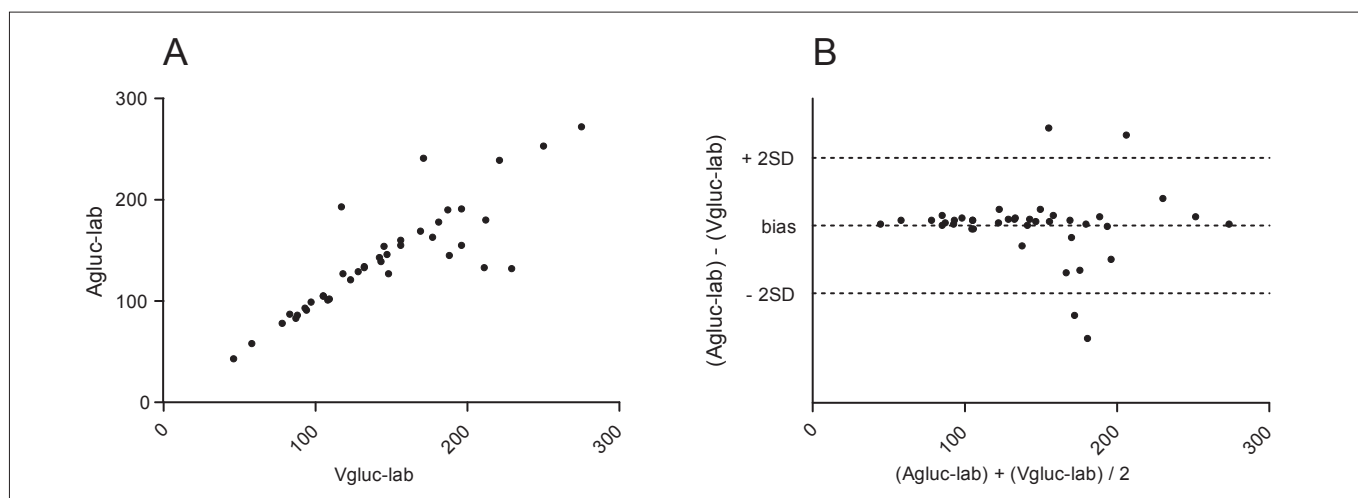 A
300
200
100
0
Agluc-lab
0
100
200
300
Vgluc-lab
B
+ 2SD
bias
- 2SD
(Agluc-lab) - (Vgluc-lab)
0
100
200
300
(Agluc-lab) + (Vgluc-lab) / 2